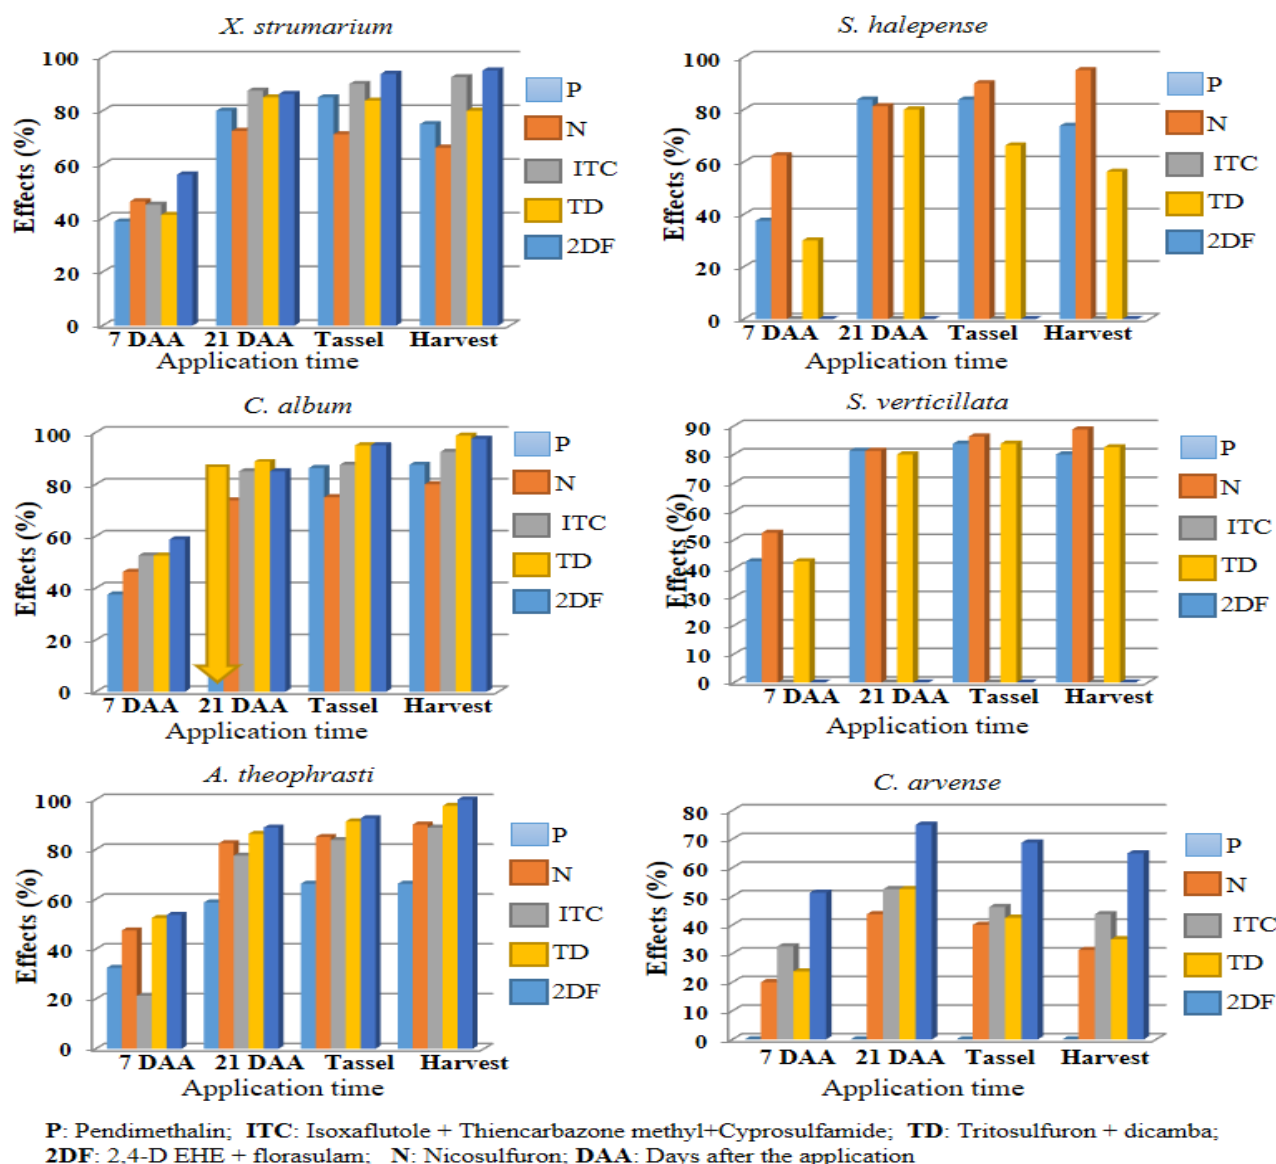 X. strumarium
100
80
60
40
20
0
Effects (%)
7 DAA 21 DAA Tassel Harvest
Application time
P
N
ITC
TD
2DF
S. halepense
100
80
60
40
20
0
Effects (%)
7 DAA 21 DAA Tassel Harvest
Application time
P
N
ITC
TD
2DF
C. album
100
80
60
40
20
0
Effects (%)
7 DAA 21 DAA Tassel Harvest
Application time
P
N
ITC
TD
2DF
S. verticillata
90
80
70
60
50
40
30
20
10
0
Effects (%)
7 DAA 21 DAA Tassel Harvest
Application time
P
N
ITC
TD
2DF
A. theophrasti
100
80
60
40
20
0
Effects (%)
7 DAA 21 DAA Tassel Harvest
Application time
P
N
ITC
TD
2DF
C. arvense
80
70
60
50
40
30
20
10
0
Effects (%)
7 DAA 21 DAA Tassel Harvest
Application time
P
N
ITC
TD
2DF
P: Pendimethalin; ITC: Isoxaflutole + Thiencarbazone methyl+Cyprosulfamide; TD: Tritosulfuron + dicamba;
2DF: 2,4-D EHE + florasulam; N: Nicosulfuron; DAA: Days after the application